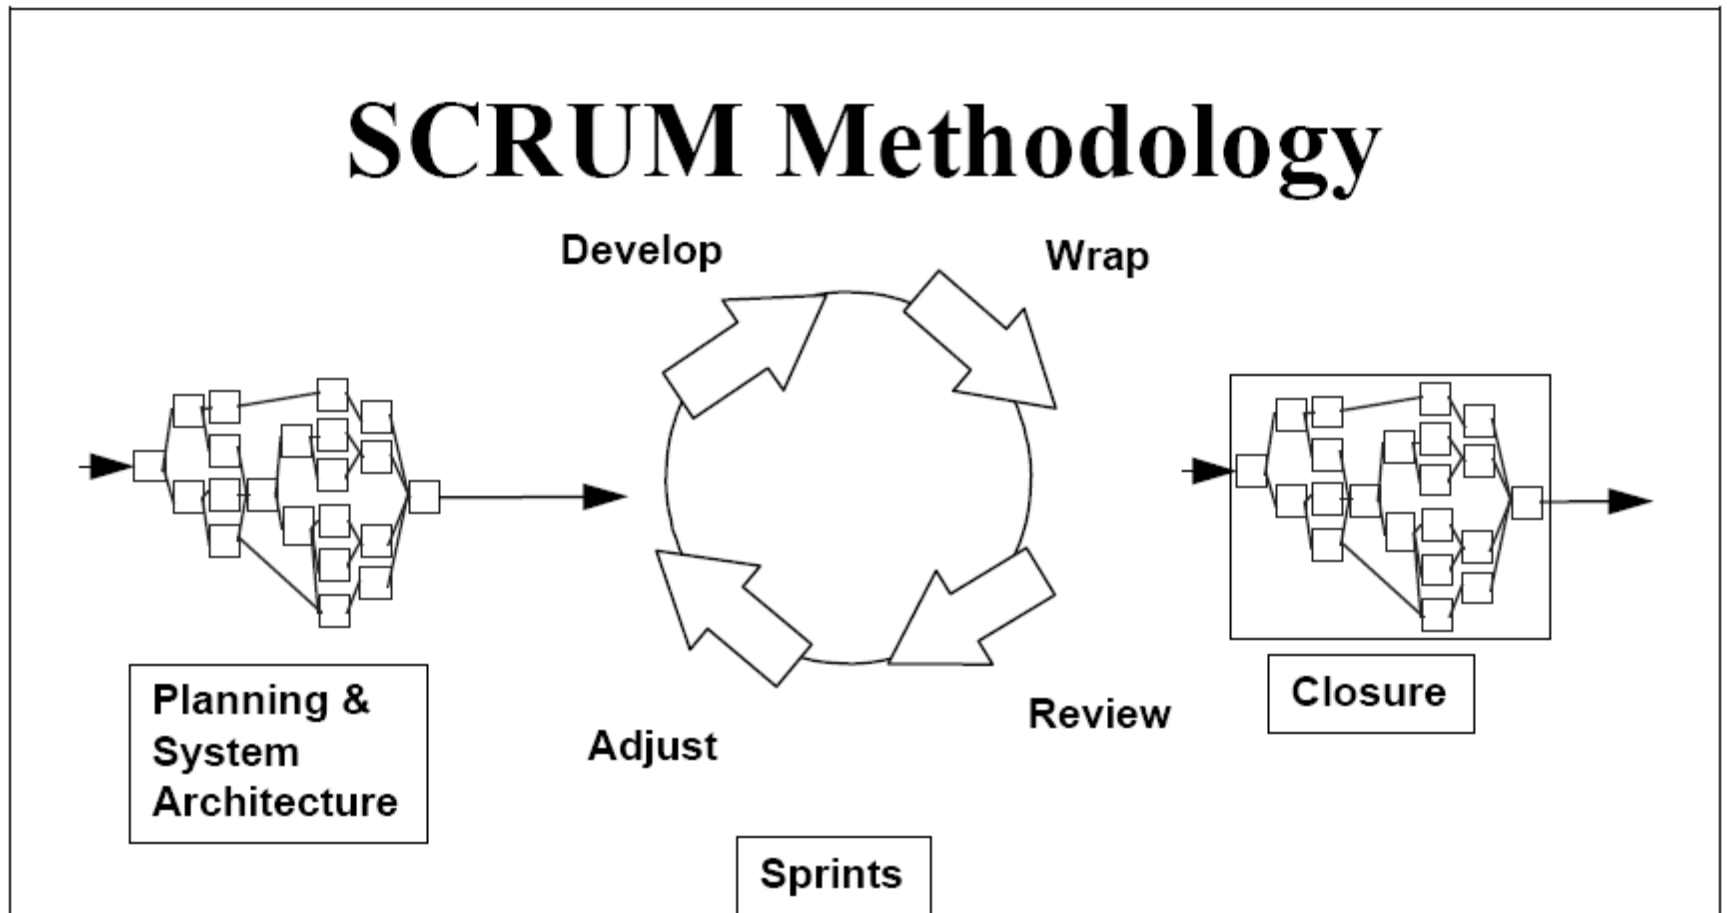 SCRUM Methodology
Develop
Wrap
Planning &
System
Architecture
Closure
Review
Adjust
Sprints